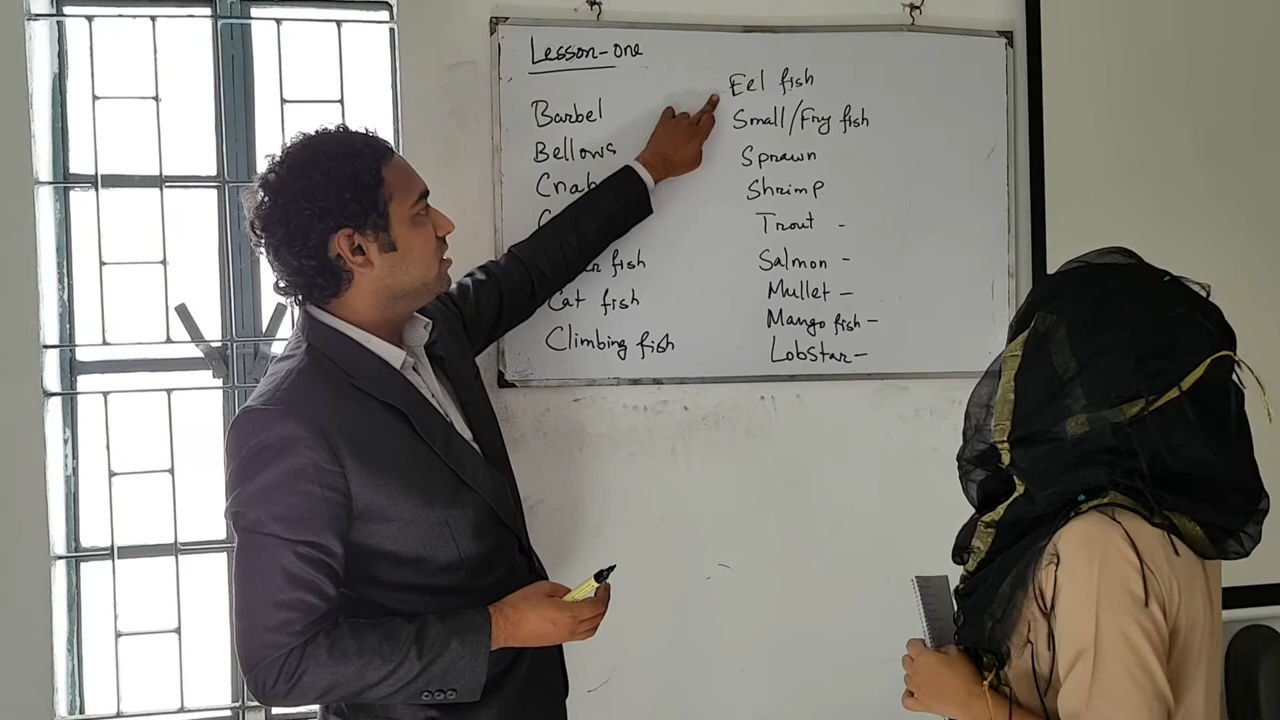 Lesson-one
Barbel
Bellows
Crab
fish
Cat fish
Climbing fish
Eel fish
Small/Fry fish
Sprawn
Shrimp
Trout -
Salmon -
Mullet -
Mango fish -
Lobstar -